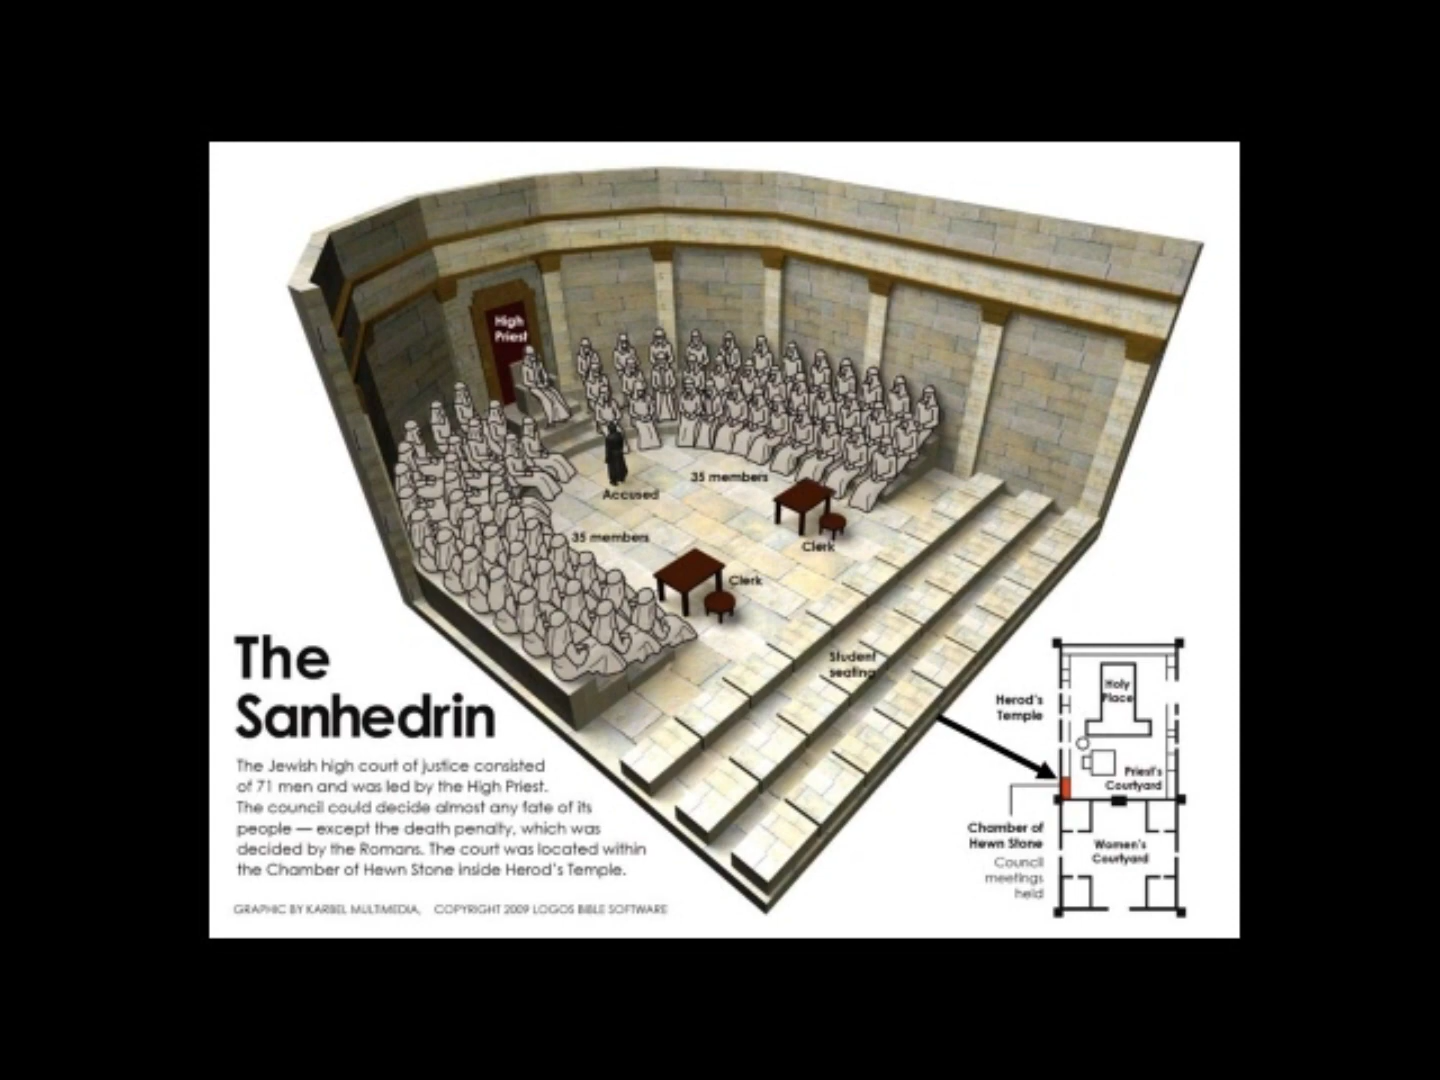 High
Priest
35 members
Accused
35 members
Clerk
Clerk
Student
seating
The
Sanhedrin
The Jewish high court of justice consisted
of 71 men and was led by the High Priest.
The council could decide almost any fate of its
people — except the death penalty, which was
decided by the Romans. The court was located within
the Chamber of Hewn Stone inside Herod's Temple.
GRAPHIC BY KARBEL MULTIMEDIA, COPYRIGHT 2009 LOGOS BIBLE SOFTWARE
Herod's
Temple
Holy
Place
Priest's
Courtyard
Chamber of
Hewn Stone
Council
meetings
held
Women's
Courtyard